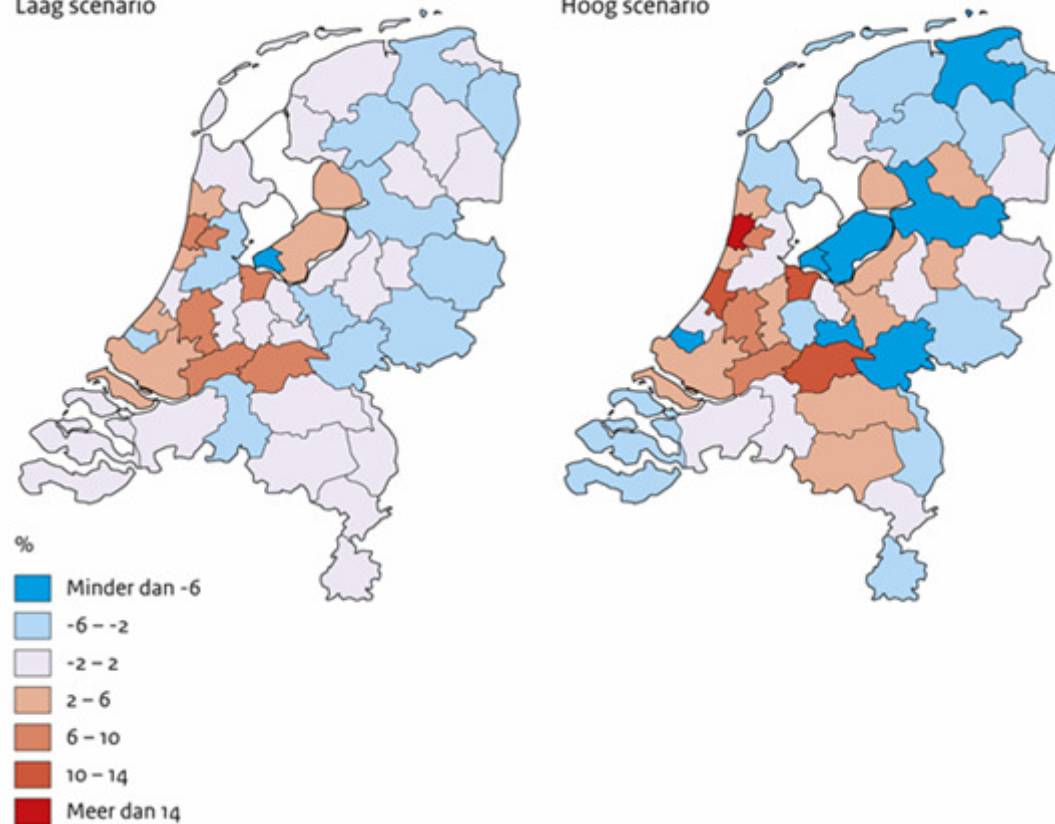 Laag scenario
Hoog scenario
%
Minder dan -6
-6 – -2
-2 – 2
2 – 6
6 – 10
10 – 14
Meer dan 14